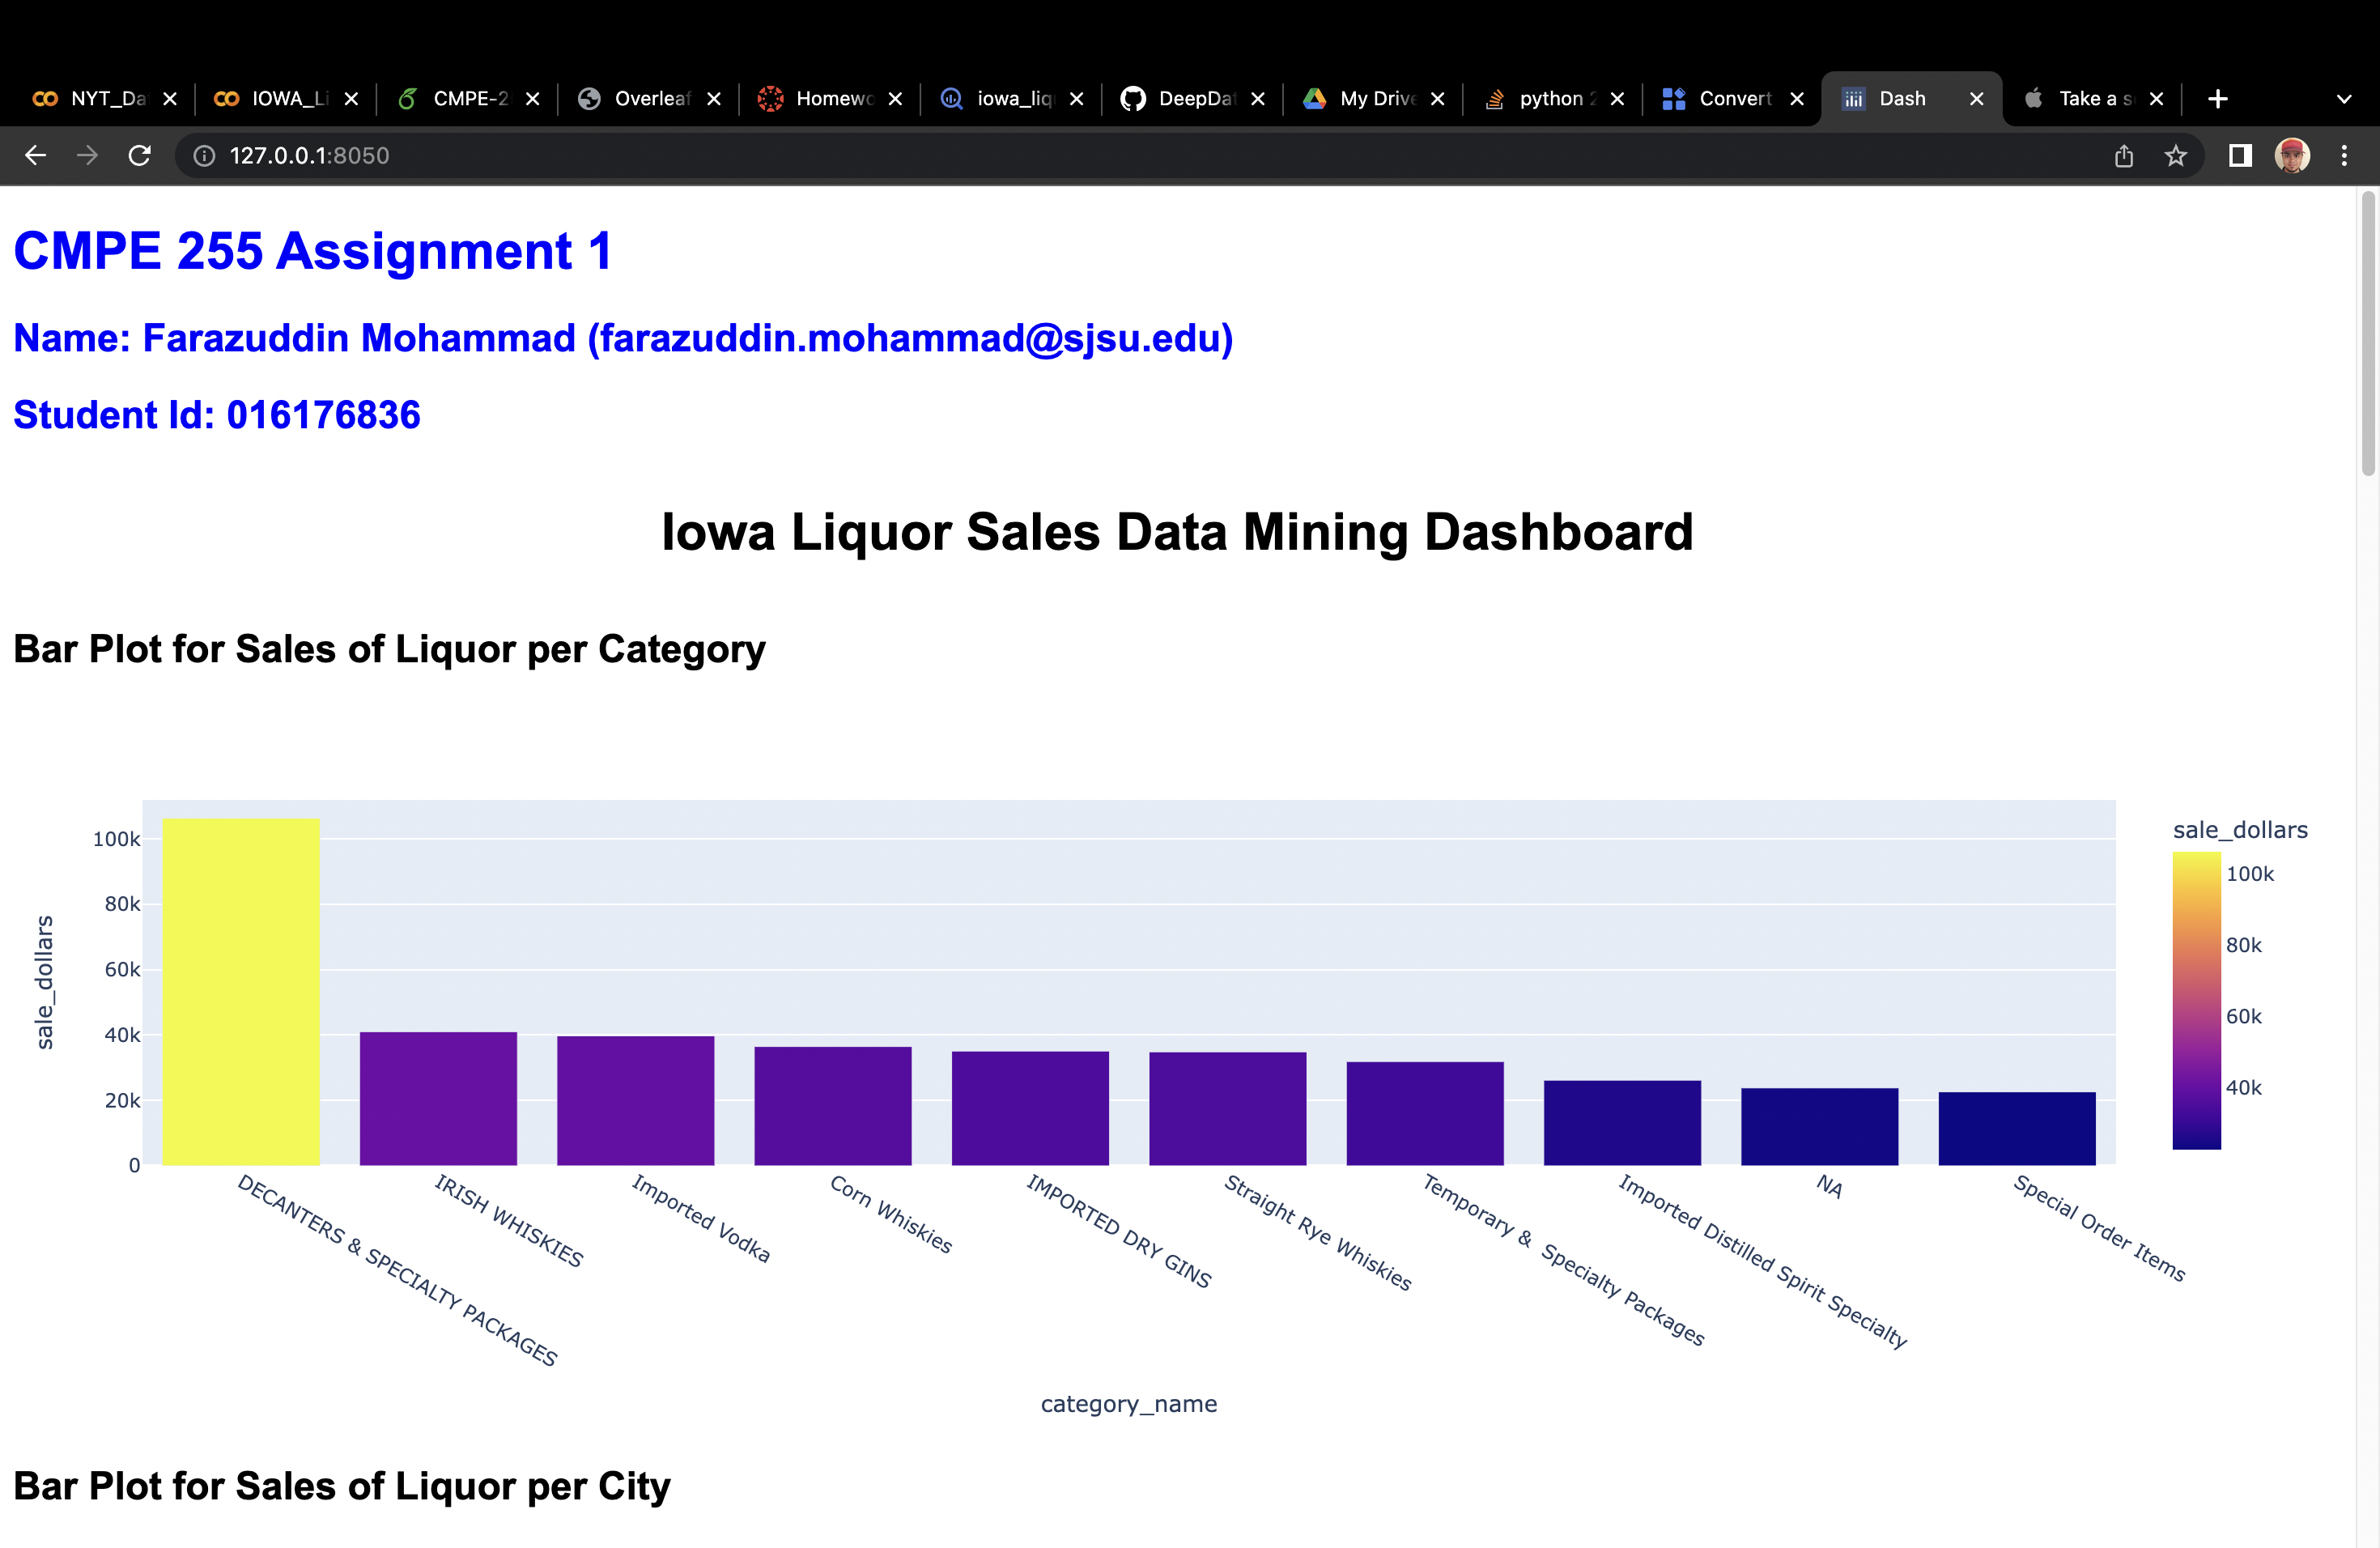 NYT_Da
IOWA_Li
CMPE-2
Overleaf
Homewo
iowa_liq
DeepDat
My Drive
python 2
Convert
Dash
Take a s
127.0.0.1:8050
CMPE 255 Assignment 1
Name: Farazuddin Mohammad (farazuddin.mohammad@sjsu.edu)
Student Id: 016176836
Iowa Liquor Sales Data Mining Dashboard
Bar Plot for Sales of Liquor per Category
sale_dollars
100k
80k
60k
40k
20k
0
DECANTERS & SPECIALTY PACKAGES
IRISH WHISKIES
Imported Vodka
Corn Whiskies
IMPORTED DRY GINS
Straight Rye Whiskies
Temporary &  Specialty Packages
Imported Distilled Spirit Specialty
NA
Special Order Items
category_name
sale_dollars
100k
80k
60k
40k
Bar Plot for Sales of Liquor per City